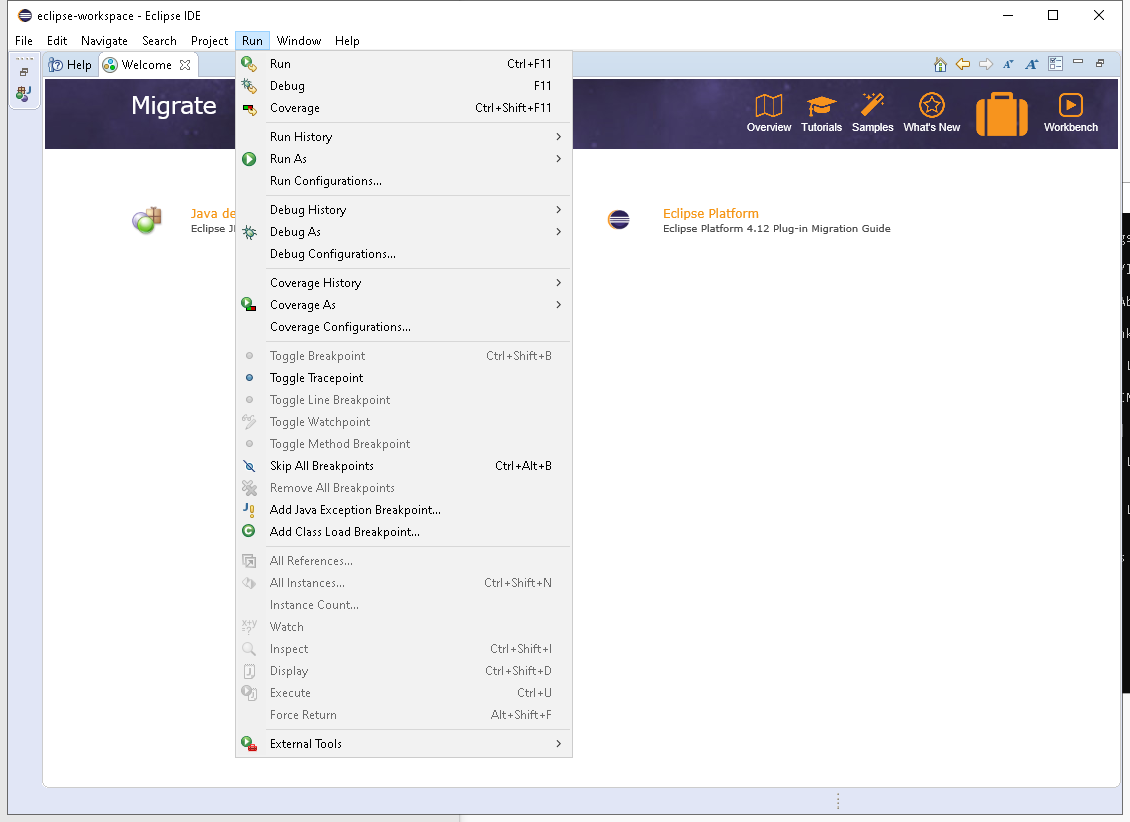 eclipse-workspace - Eclipse IDE
File Edit Navigate Search Project Run Window Help
Help Welcome
Migrate
Overview Tutorials Samples What's New Workbench
Java de
Eclipse
Eclipse Platform
Eclipse Platform 4.12 Plug-in Migration Guide
Run Ctrl+F11
Debug F11
Coverage Ctrl+Shift+F11
Run History
Run As
Run Configurations...
Debug History
Debug As
Debug Configurations...
Coverage History
Coverage As
Coverage Configurations...
Toggle Breakpoint Ctrl+Shift+B
Toggle Tracepoint
Toggle Line Breakpoint
Toggle Watchpoint
Toggle Method Breakpoint
Skip All Breakpoints Ctrl+Alt+B
Remove All Breakpoints
Add Java Exception Breakpoint...
Add Class Load Breakpoint...
All References...
All Instances... Ctrl+Shift+N
Instance Count...
Watch
Inspect Ctrl+Shift+I
Display Ctrl+Shift+D
Execute Ctrl+U
Force Return Alt+Shift+F
External Tools